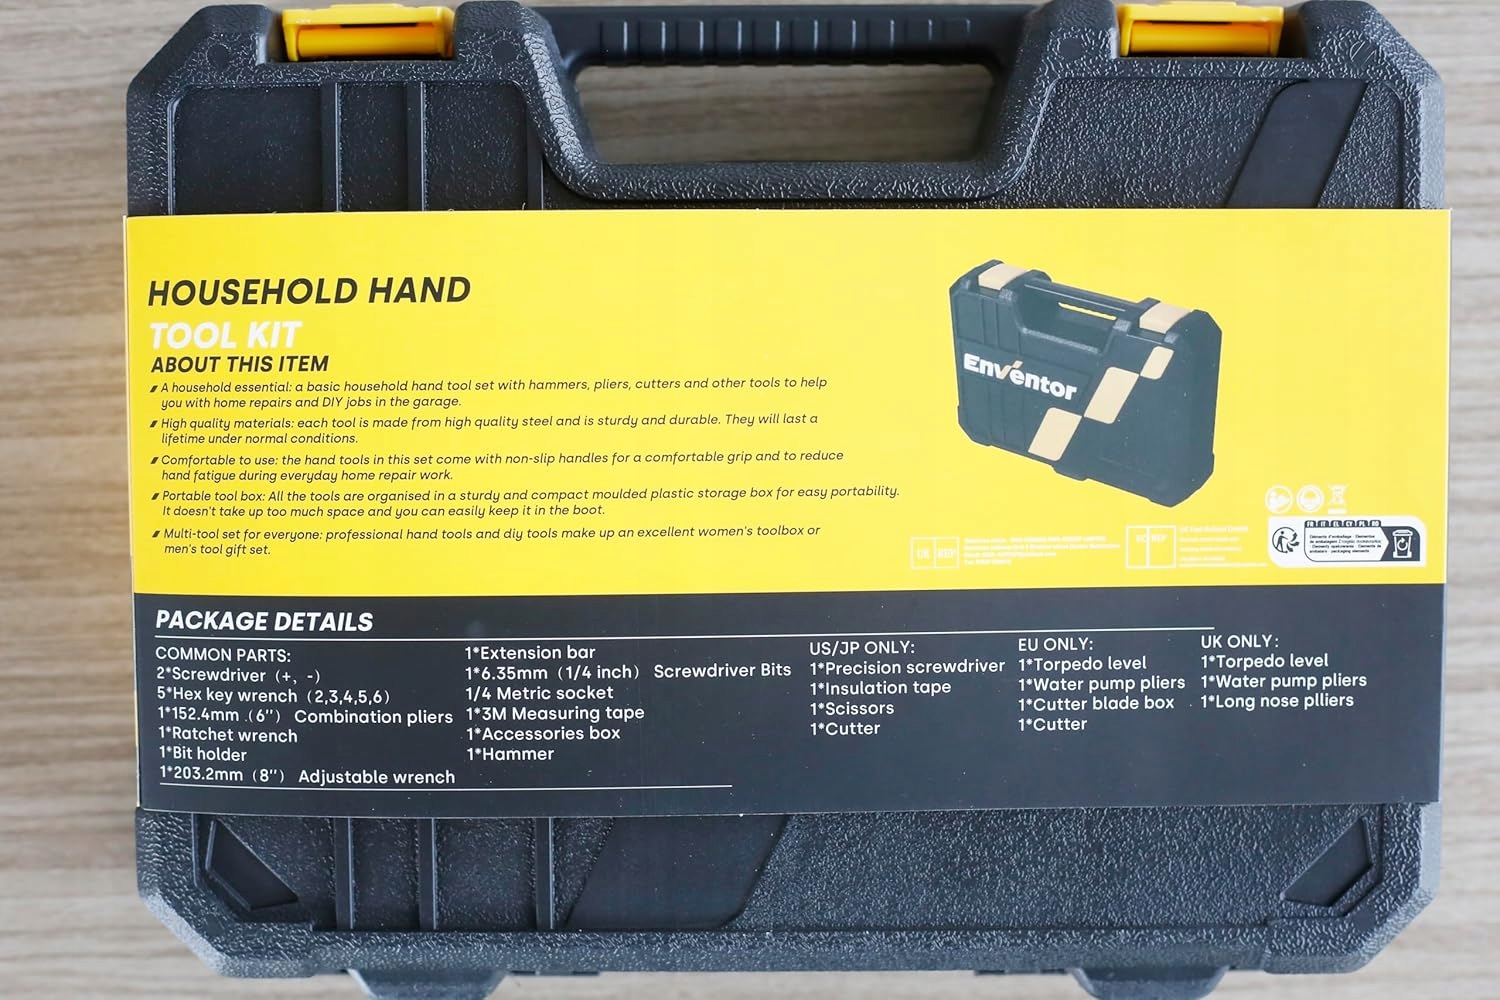 HOUSEHOLD HAND
TOOL KIT
ABOUT THIS ITEM
A household essential: a basic household hand tool set with hammers, pliers, cutters and other tools to help
you with home repairs and DIY jobs in the garage.
High quality materials: each tool is made from high quality steel and is sturdy and durable. They will last a
lifetime under normal conditions.
Comfortable to use: the hand tools in this set come with non-slip handles for a comfortable grip and to reduce
hand fatigue during everyday home repair work.
Portable tool box: All the tools are organised in a sturdy and compact moulded plastic storage box for easy portability.
It doesn't take up too much space and you can easily keep it in the boot.
Multi-tool set for everyone: professional hand tools and diy tools make up an excellent women's toolbox or
men's tool gift set.
Enventor
UK REP
EC REP
PACKAGE DETAILS
COMMON PARTS:
2*Screwdriver (+, -)
5*Hex key wrench (2,3,4,5,6)
1*152.4mm (6'') Combination pliers
1*Ratchet wrench
1*Bit holder
1*203.2mm (8'') Adjustable wrench
1*Extension bar
1*6.35mm (1/4 inch) Screwdriver Bits
1/4 Metric socket
1*3M Measuring tape
1*Accessories box
1*Hammer
US/JP ONLY:
1*Precision screwdriver
1*Insulation tape
1*Scissors
1*Cutter
EU ONLY:
1*Torpedo level
1*Water pump pliers
1*Cutter blade box
1*Cutter
UK ONLY:
1*Torpedo level
1*Water pump pliers
1*Long nose plliers